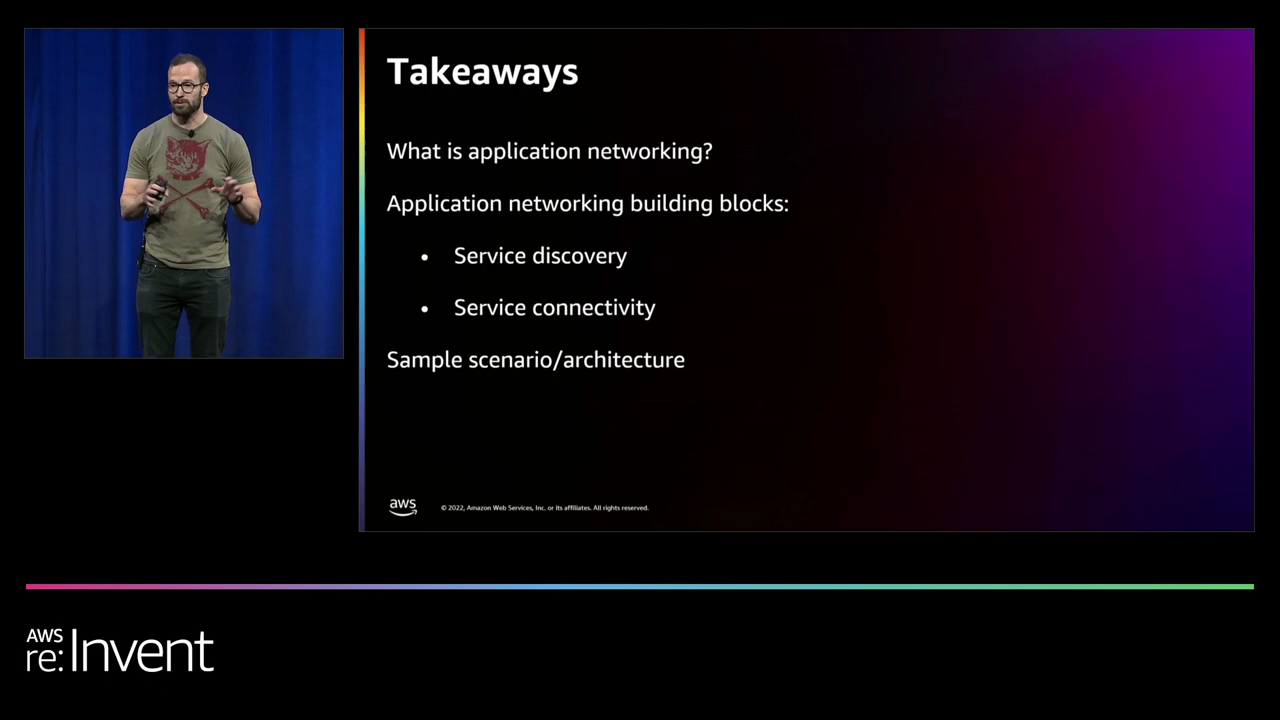 Takeaways
What is application networking?
Application networking building blocks:
• Service discovery
• Service connectivity
Sample scenario/architecture
aws
© 2022, Amazon Web Services, Inc. or its affiliates. All rights reserved.
AWS
re:Invent